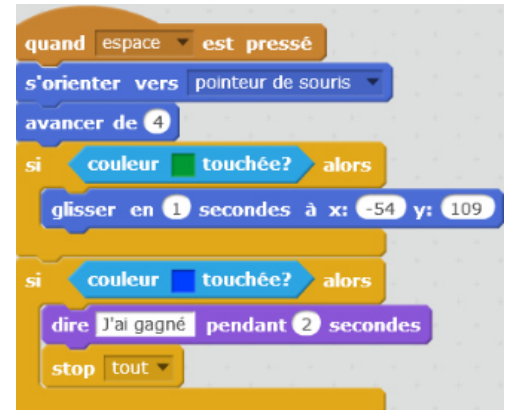 quand espace est pressé
s'orienter vers pointeur de souris
avancer de 4
si couleur touchée? alors
glisser en 1 secondes à x: -54 y: 109
si couleur touchée? alors
dire J'ai gagné pendant 2 secondes
stop tout